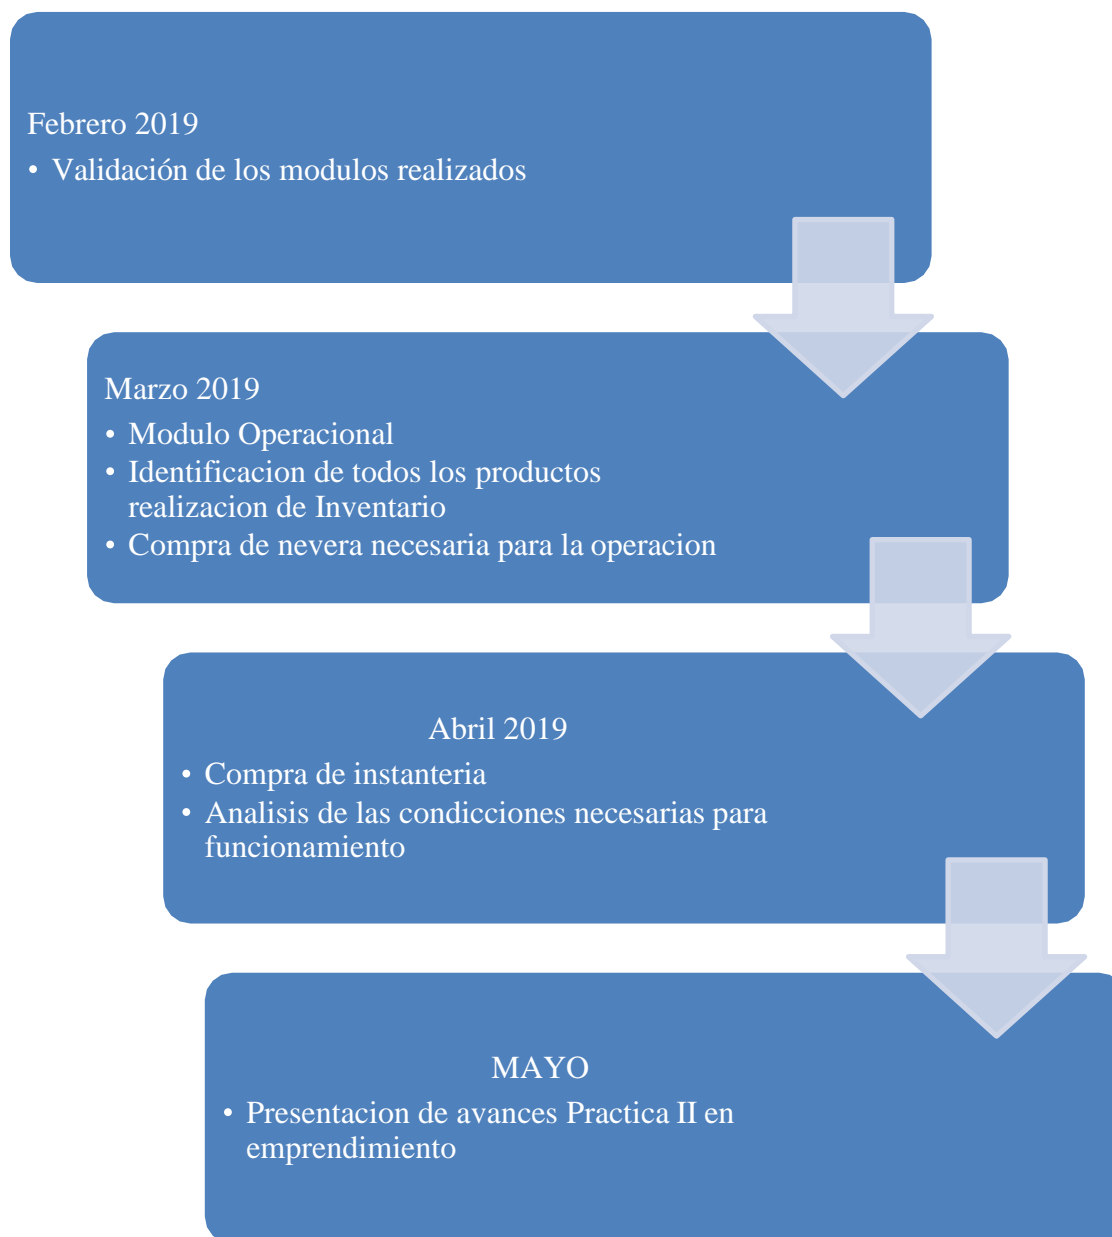 Febrero 2019
• Validación de los modulos realizados
Marzo 2019
• Modulo Operacional
• Identificacion de todos los productos
realizacion de Inventario
• Compra de nevera necesaria para la operacion
Abril 2019
• Compra de instanteria
• Analisis de las condicciones necesarias para
funcionamiento
MAYO
• Presentacion de avances Practica II en
emprendimiento